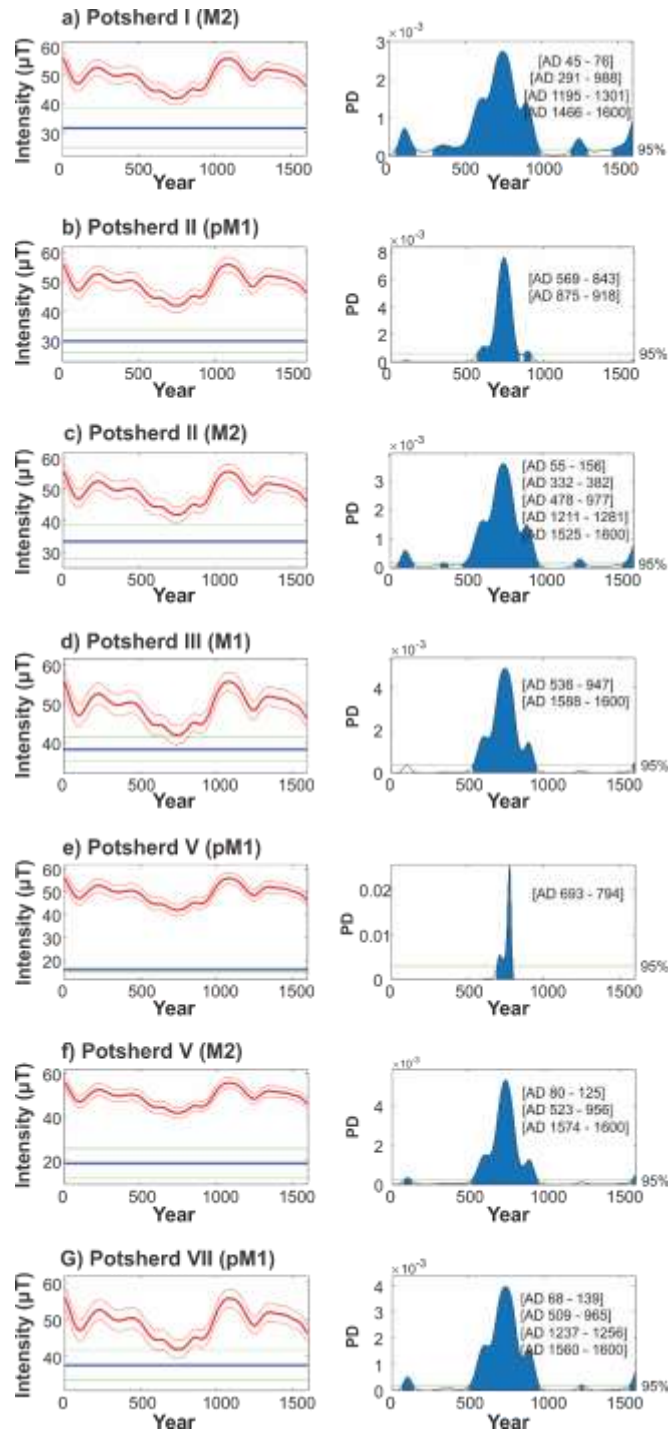 a) Potsherd I (M2)
Intensity (µT)
60
50
40
30
0 500 1000 1500
Year
×10⁻³
PD
3
2
1
0
[AD 45 - 76]
[AD 291 - 988]
[AD 1195 - 1301]
[AD 1466 - 1600]
95%
0 500 1000 1500
Year
b) Potsherd II (pM1)
Intensity (µT)
60
50
40
30
0 500 1000 1500
Year
×10⁻³
PD
8
6
4
2
0
[AD 569 - 843]
[AD 875 - 918]
95%
0 500 1000 1500
Year
c) Potsherd II (M2)
Intensity (µT)
60
50
40
30
0 500 1000 1500
Year
×10⁻³
PD
3
2
1
0
[AD 55 - 156]
[AD 332 - 382]
[AD 478 - 977]
[AD 1211 - 1281]
[AD 1525 - 1600]
95%
0 500 1000 1500
Year
d) Potsherd III (M1)
Intensity (µT)
60
50
40
0 500 1000 1500
Year
×10⁻³
PD
4
2
0
[AD 536 - 947]
[AD 1588 - 1600]
95%
0 500 1000 1500
Year
e) Potsherd V (pM1)
Intensity (µT)
60
50
40
30
20
0 500 1000 1500
Year
PD
0.02
0.01
0
[AD 693 - 794]
95%
0 500 1000 1500
Year
f) Potsherd V (M2)
Intensity (µT)
60
40
20
0 500 1000 1500
Year
×10⁻³
PD
4
2
0
[AD 80 - 125]
[AD 523 - 956]
[AD 1574 - 1600]
95%
0 500 1000 1500
Year
G) Potsherd VII (pM1)
Intensity (µT)
60
50
40
0 500 1000 1500
Year
×10⁻³
PD
4
3
2
1
0
[AD 68 - 139]
[AD 509 - 965]
[AD 1237 - 1256]
[AD 1560 - 1600]
95%
0 500 1000 1500
Year